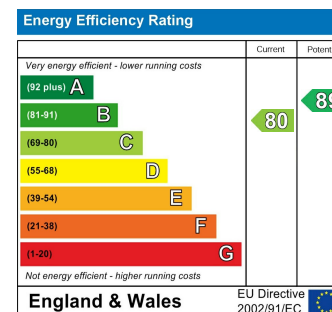 Energy Efficiency Rating
Current Potent
Very energy efficient - lower running costs
(92 plus) A
(81-91) B
(69-80) C
(55-68) D
(39-54) E
(21-38) F
(1-20) G
80
89
Not energy efficient - higher running costs
England & Wales
EU Directive
2002/91/EC